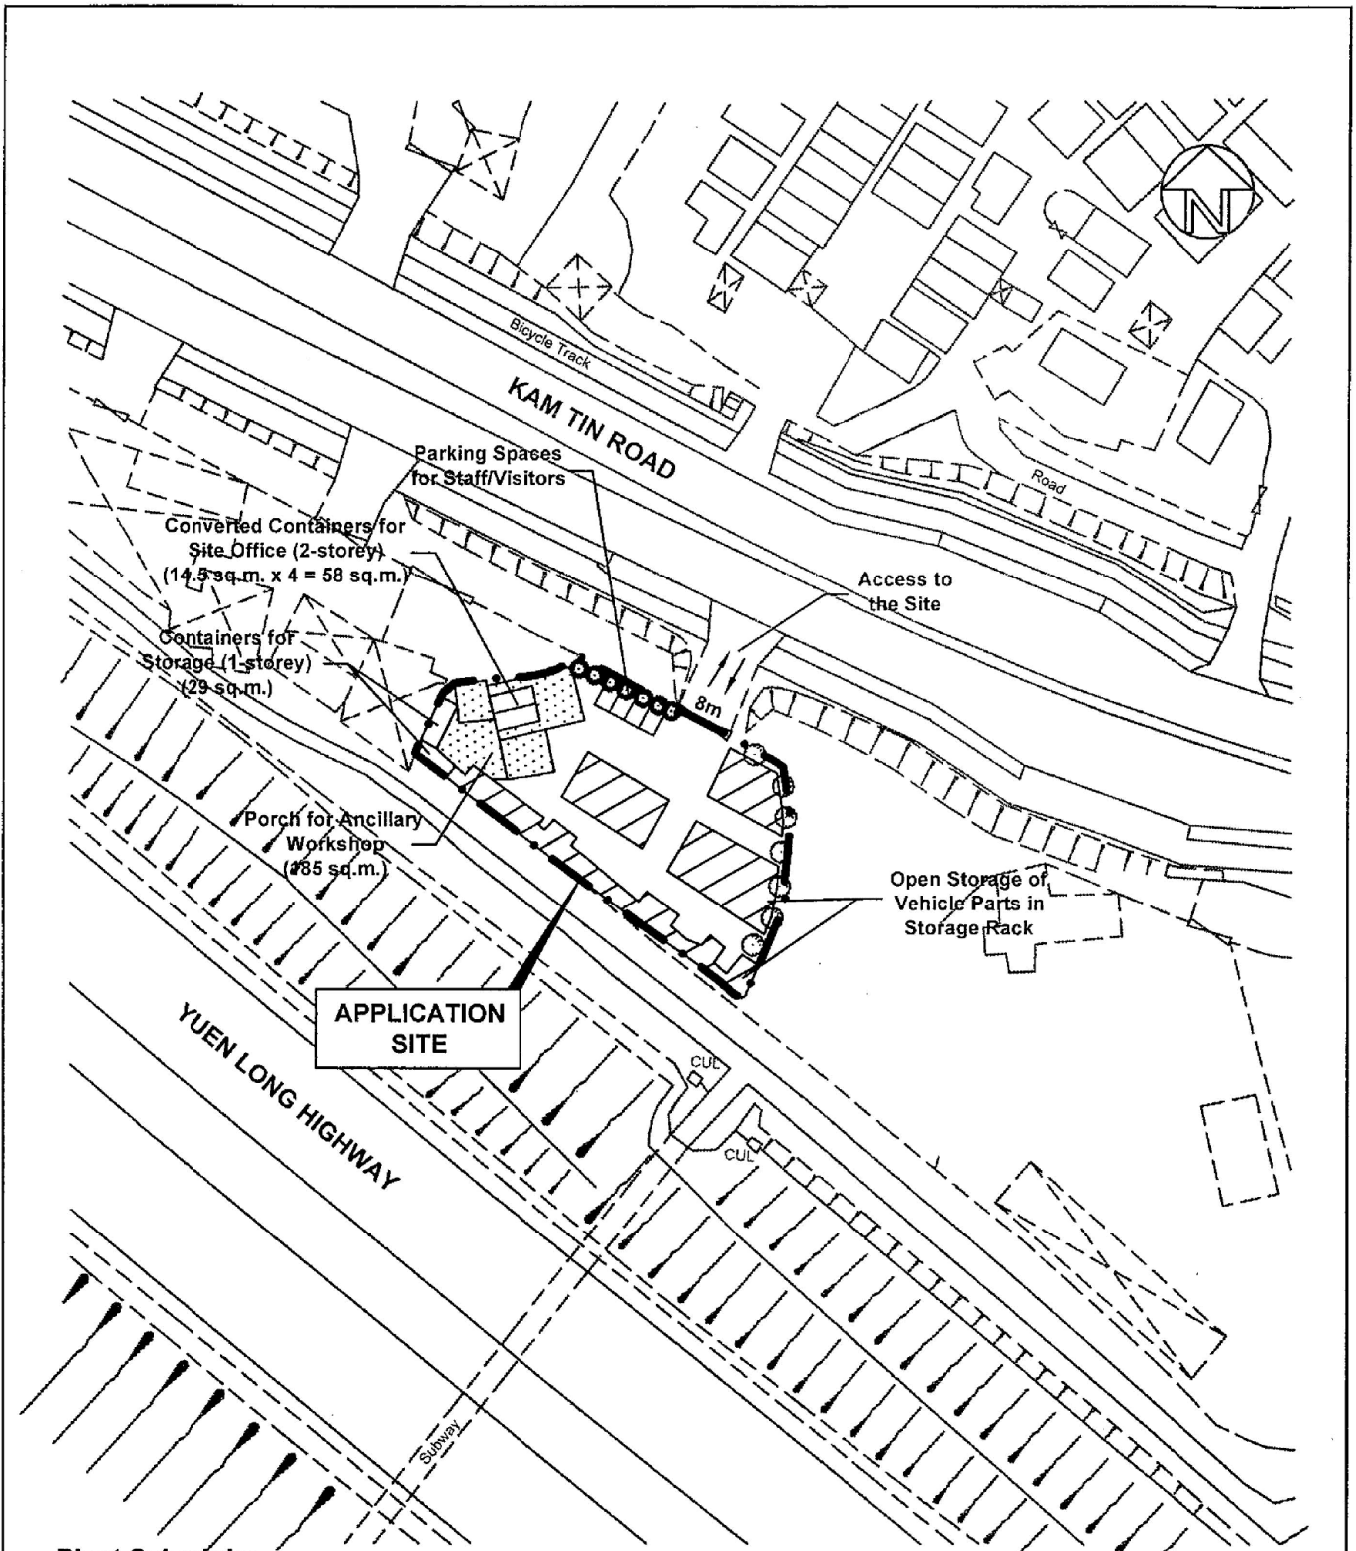 N
Bicycle Track
KAM TIN ROAD
Parking Spaces
for Staff/Visitors
Road
Converted Containers for
Site Office (2-storey)
(14.5 sq.m. x 4 = 58 sq.m.)
Access to
the Site
Containers for
Storage (1-storey)
(29 sq.m.)
8m
Porch for Ancillary
Workshop
(185 sq.m.)
Open Storage of
Vehicle Parts in
Storage Rack
APPLICATION
SITE
YUEN LONG HIGHWAY
CUL
CUL
Subway